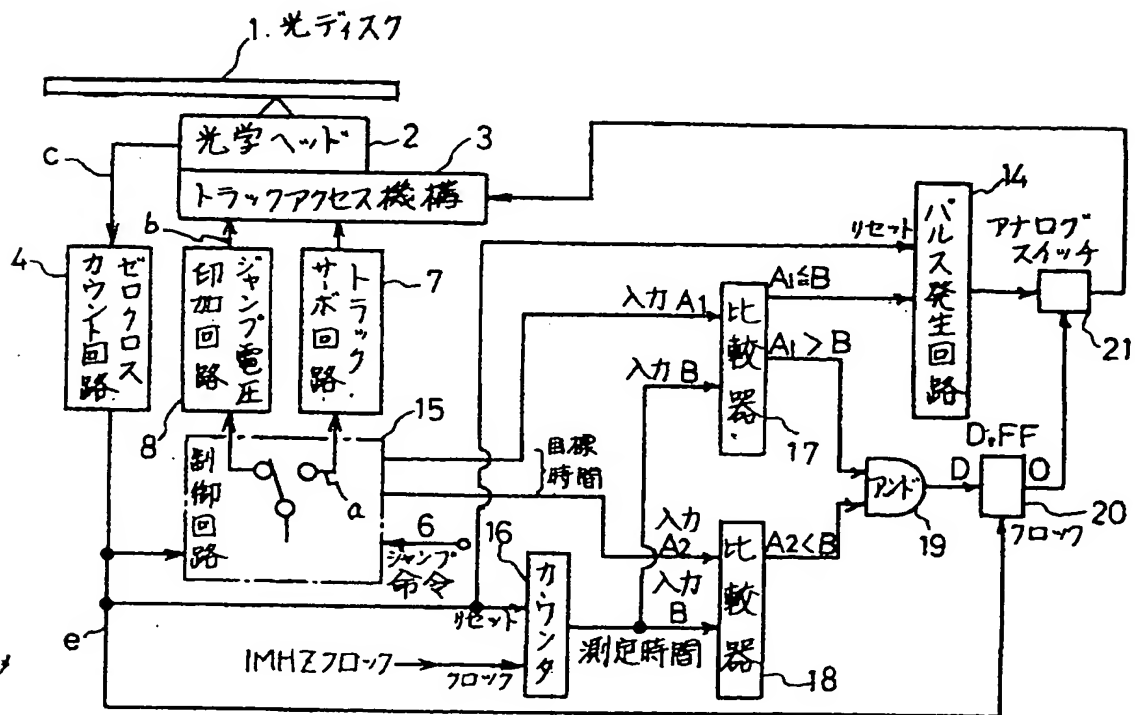 1. 光ディスク
光学ヘッド
2
3
c
トラックアクセス機構
b
4
ゼロクロス
カウント回路
ジャンプ電圧
印加回路
8
トラック
サーボ回路
7
リセット
14
パルス発生回路
アナログ
スイッチ
21
入力 A1
入力 B
比較器
A1≦B
A1>B
17
15
制御回路
a
目標
時間
6
ジャンプ
命令
アンド
19
D.FF
D
O
20
クロック
入力
A2
入力
B
比較器
A2<B
18
16
カウンタ
リセット
測定時間
e
1MHZクロック
クロック